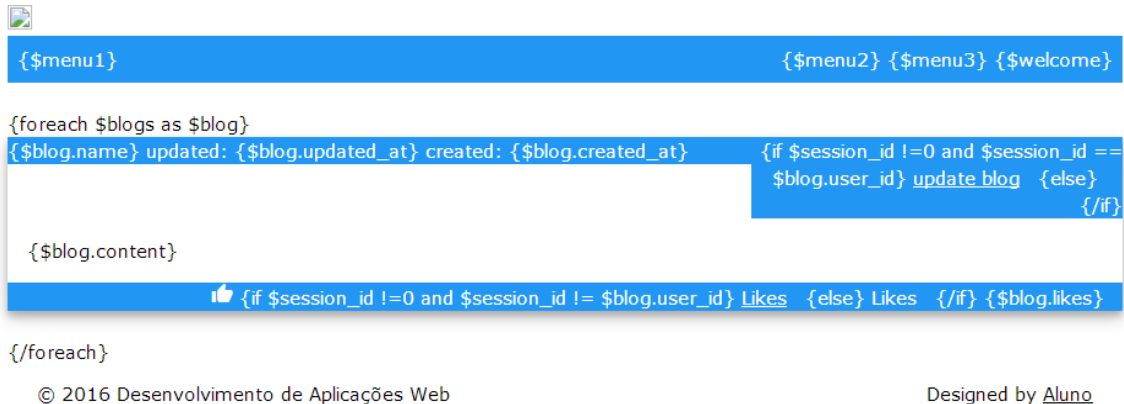 {$menu1} {$menu2} {$menu3} {$welcome}
{foreach $blogs as $blog}
{$blog.name} updated: {$blog.updated_at} created: {$blog.created_at} {if $session_id !=0 and $session_id ==
$blog.user_id} update blog {else}
{/if}
{$blog.content}
{if $session_id !=0 and $session_id != $blog.user_id} Likes {else} Likes {/if} {$blog.likes}
{/foreach}
© 2016 Desenvolvimento de Aplicações Web Designed by Aluno